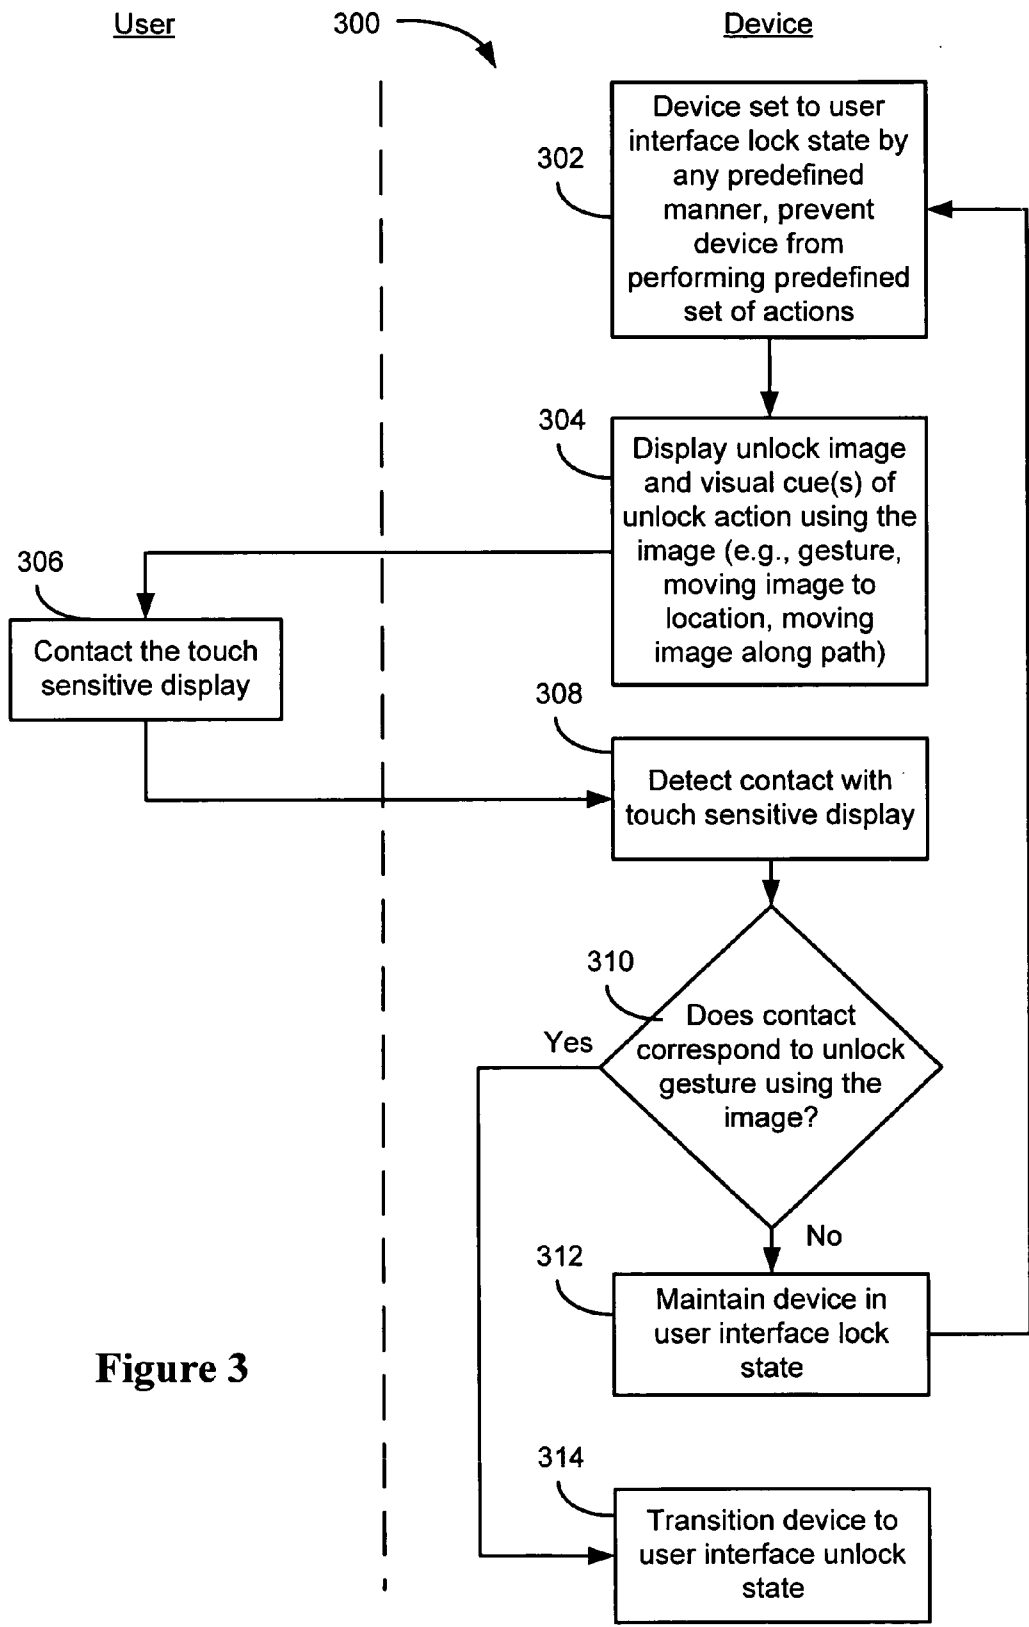 User
300
Device
302
Device set to user
interface lock state by
any predefined
manner, prevent
device from
performing predefined
set of actions
304
Display unlock image
and visual cue(s) of
unlock action using the
image (e.g., gesture,
moving image to
location, moving
image along path)
306
Contact the touch
sensitive display
308
Detect contact with
touch sensitive display
310
Does contact
correspond to unlock
gesture using the
image?
Yes
No
312
Maintain device in
user interface lock
state
Figure 3
314
Transition device to
user interface unlock
state